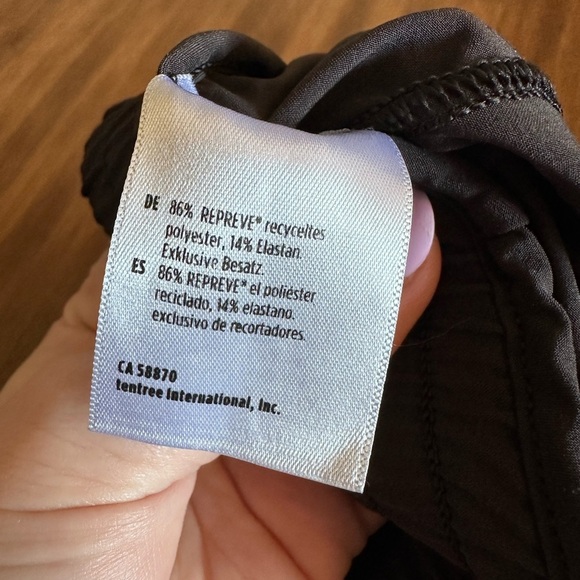 DE 86% REPREVE® recyceltes
polyester, 14% Elastan.
Exklusive Besatz.
ES 86% REPREVE® el poliéster
reciclado, 14% elastano.
exclusivo de recortadores.
CA 58870
tentree International, Inc.